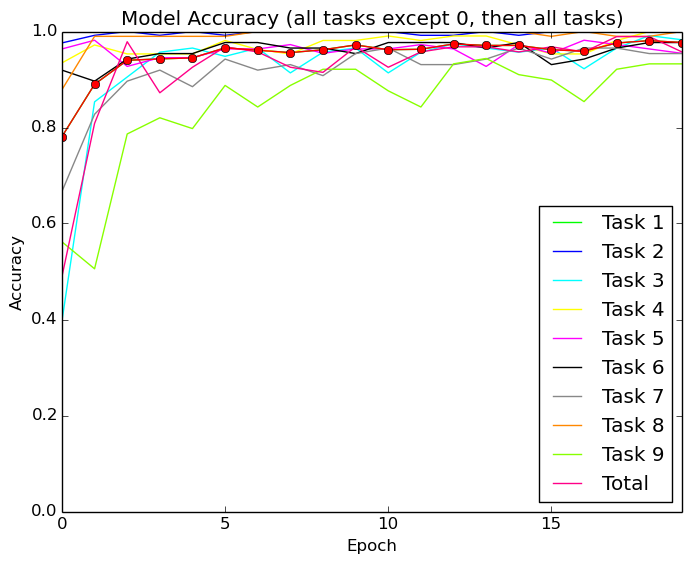 Model Accuracy (all tasks except 0, then all tasks)
1.0
0.8
0.6
0.4
0.2
0.0
Accuracy
0 5 10 15
Epoch
Task 1
Task 2
Task 3
Task 4
Task 5
Task 6
Task 7
Task 8
Task 9
Total